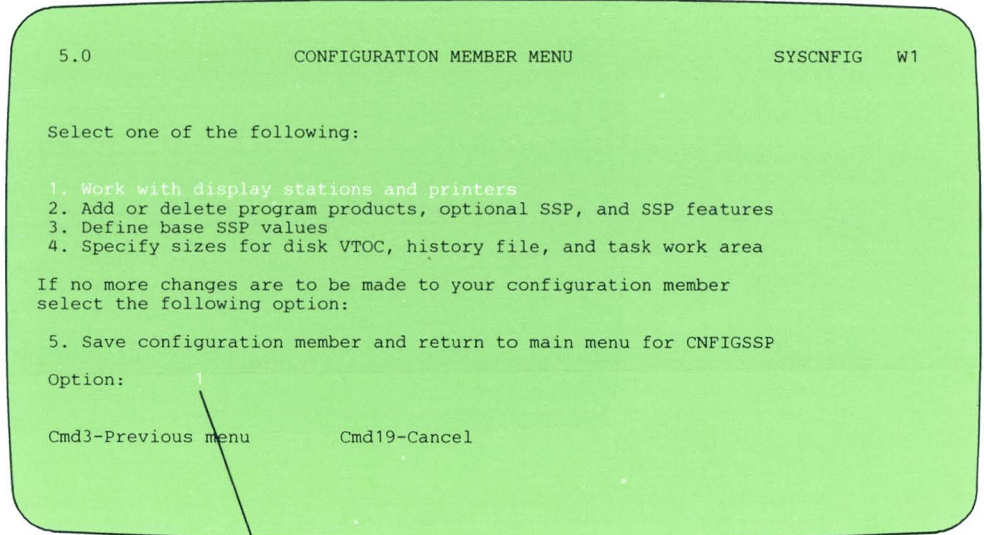 5.0 CONFIGURATION MEMBER MENU SYSCNFIG W1
Select one of the following:
1. Work with display stations and printers
2. Add or delete program products, optional SSP, and SSP features
3. Define base SSP values
4. Specify sizes for disk VTOC, history file, and task work area
If no more changes are to be made to your configuration member
select the following option:
5. Save configuration member and return to main menu for CNFIGSSP
Option: 1
Cmd3-Previous menu Cmd19-Cancel